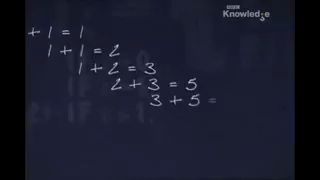 BBC
Knowledge
+ 1 = 1
1 + 1 = 2
1 + 2 = 3
2 + 3 = 5
3 + 5 =